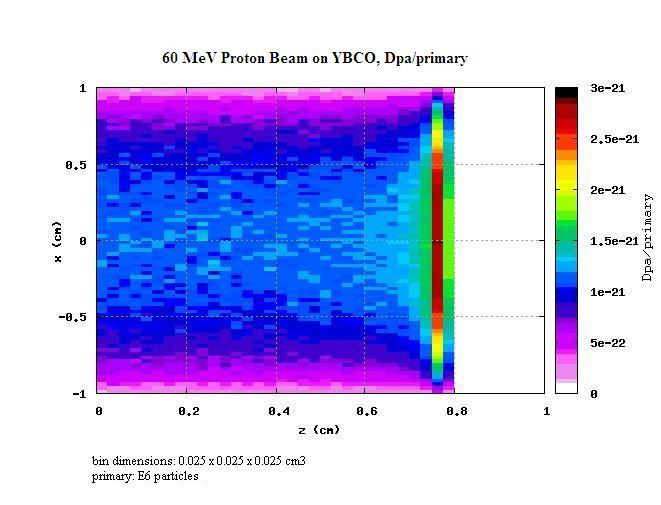 60 MeV Proton Beam on YBCO, Dpa/primary
1
0.5
0
-0.5
-1
x (cm)
0
0.2
0.4
0.6
0.8
1
z (cm)
3e-21
2.5e-21
2e-21
1.5e-21
1e-21
5e-22
0
Dpa/primary
bin dimensions: 0.025 x 0.025 x 0.025 cm3
primary: E6 particles